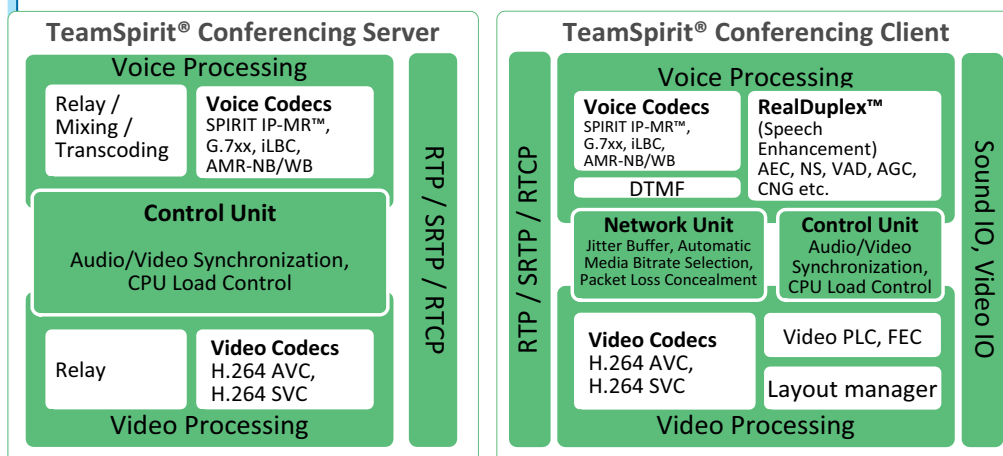 TeamSpirit® Conferencing Server
Voice Processing
Relay /
Mixing /
Transcoding
Voice Codecs
SPIRIT IP-MR™,
G.7xx, iLBC,
AMR-NB/WB
Control Unit
Audio/Video Synchronization,
CPU Load Control
Relay
Video Codecs
H.264 AVC,
H.264 SVC
Video Processing
RTP / SRTP / RTCP
TeamSpirit® Conferencing Client
RTP / SRTP / RTCP
Voice Processing
Voice Codecs
SPIRIT IP-MR™,
G.7xx, iLBC,
AMR-NB/WB
DTMF
RealDuplex™
(Speech
Enhancement)
AEC, NS, VAD, AGC,
CNG etc.
Network Unit
Jitter Buffer, Automatic
Media Bitrate Selection,
Packet Loss Concealment
Control Unit
Audio/Video
Synchronization,
CPU Load Control
Video Codecs
H.264 AVC,
H.264 SVC
Video PLC, FEC
Layout manager
Video Processing
Sound IO, Video IO